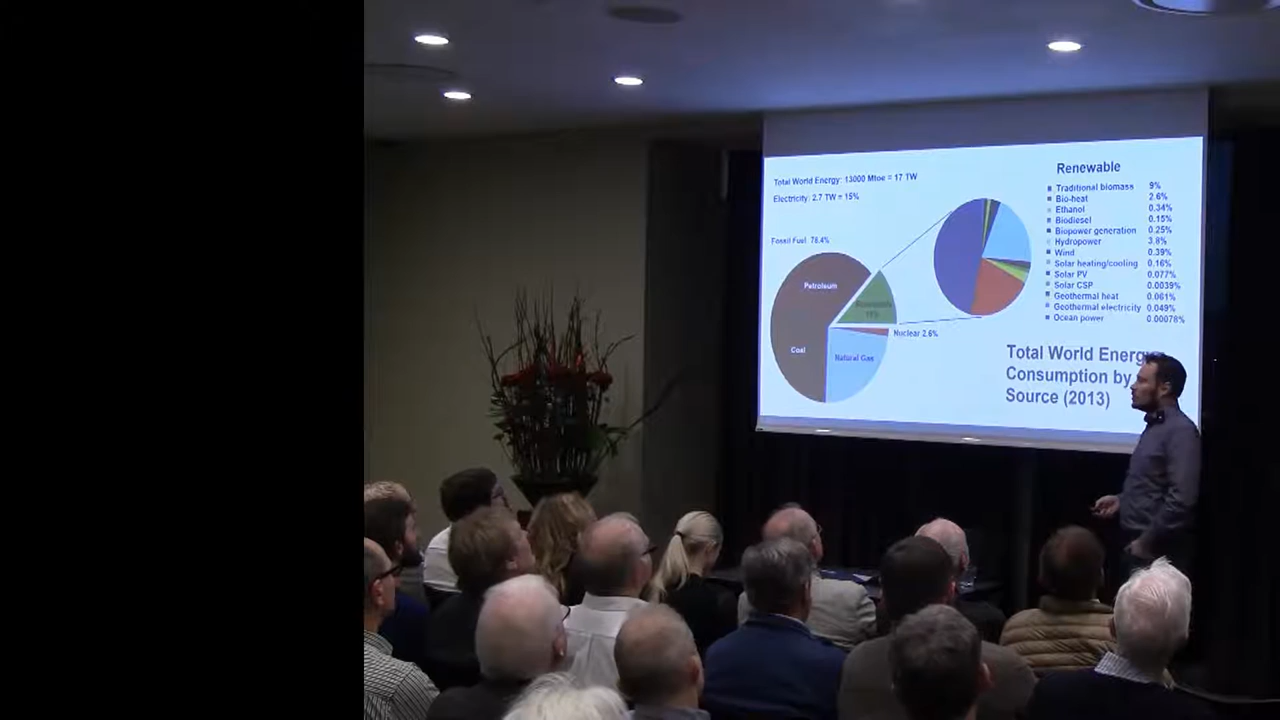 Total World Energy: 13000 Mtoe = 17 TW
Electricity: 2.7 TW = 15%
Fossil Fuel: 78.4%
Petroleum
Coal
Natural Gas
Nuclear 2.6%
Renewable
Traditional biomass 9%
Bio-heat 2.6%
Ethanol 0.34%
Biodiesel 0.15%
Biopower generation 0.25%
Hydropower 3.8%
Wind 0.39%
Solar heating/cooling 0.16%
Solar PV 0.077%
Solar CSP 0.0039%
Geothermal heat 0.061%
Geothermal electricity 0.049%
Ocean power 0.00078%
Total World Energy
Consumption by
Source (2013)